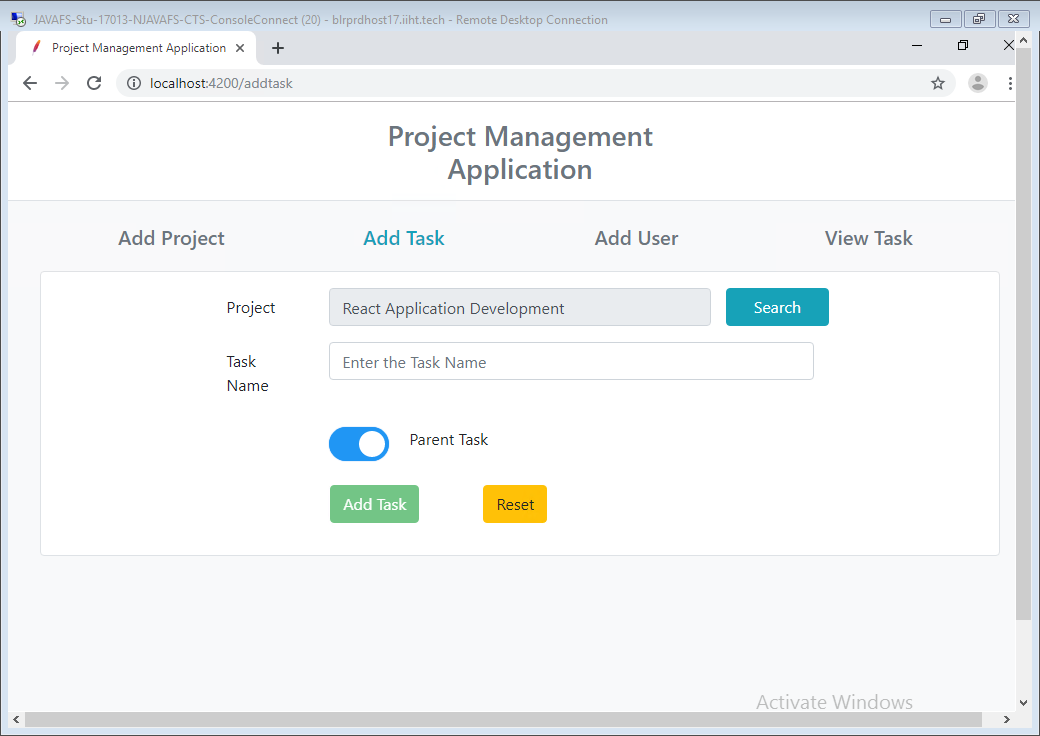 JAVAFS-Stu-17013-NJAVAFS-CTS-ConsoleConnect (20) - blrprdhost17.iiht.tech - Remote Desktop Connection
Project Management Application
localhost:4200/addtask
Project Management
Application
Add Project Add Task Add User View Task
Project React Application Development Search
Task
Name
Enter the Task Name
Parent Task
Add Task Reset
Activate Windows